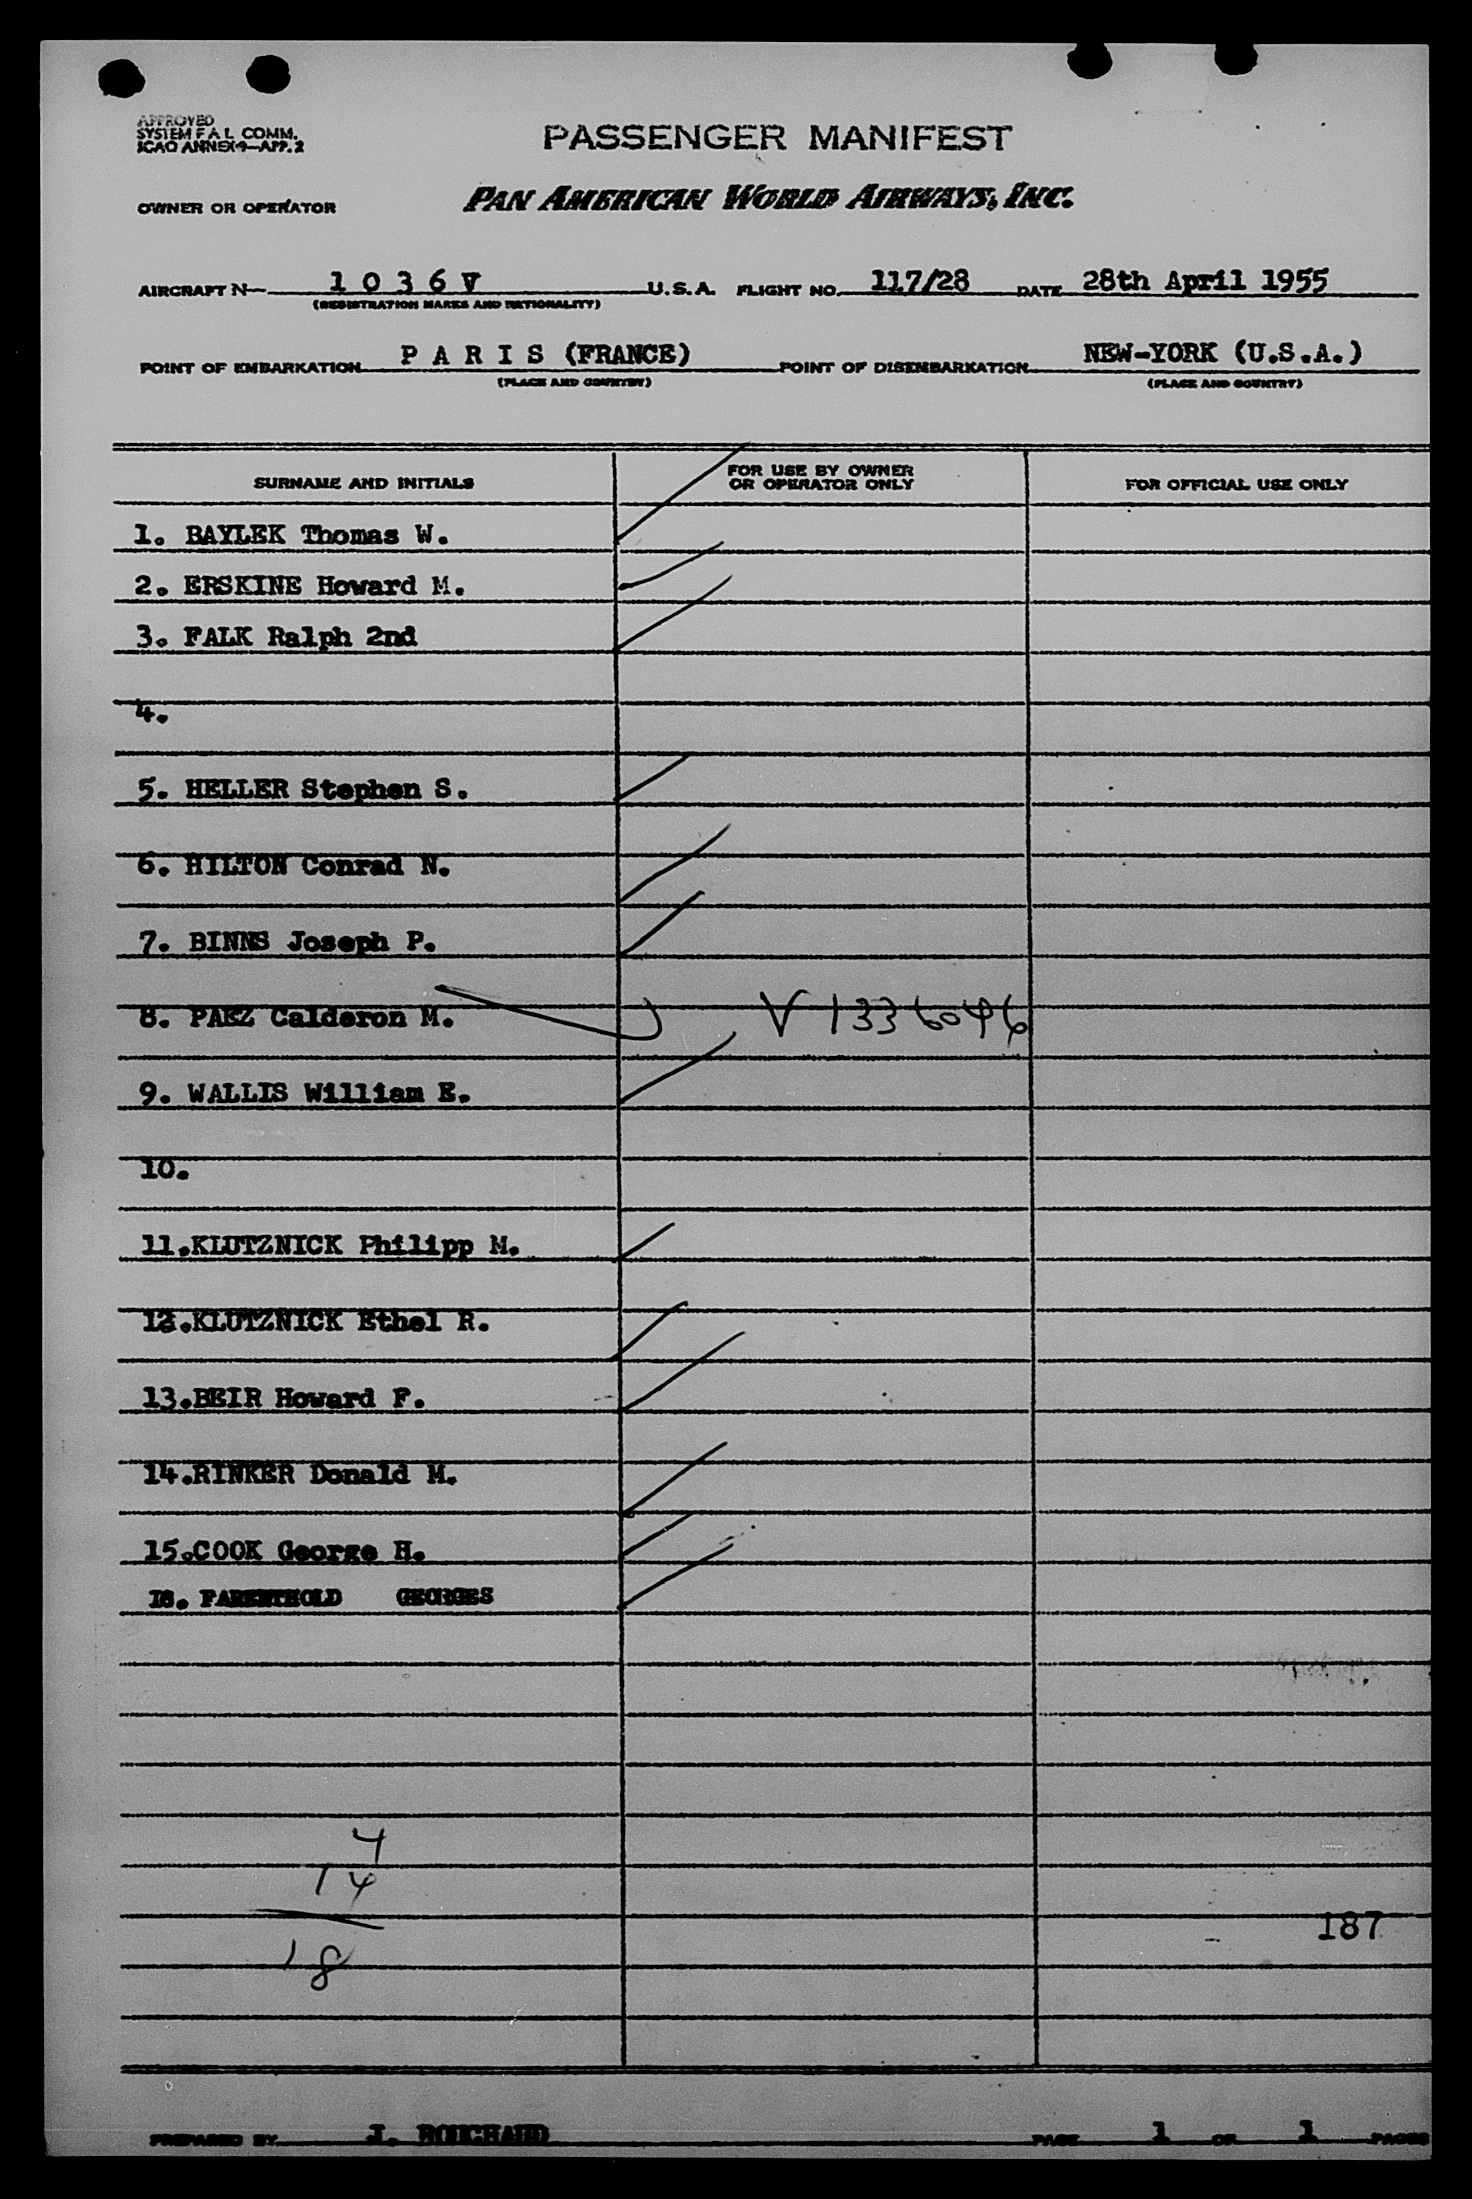 APPROVED
SYSTEM F A L COMM.
ICAO ANNEX 9—APP. 2
PASSENGER MANIFEST
OWNER OR OPERATOR PAN AMERICAN WORLD AIRWAYS, INC.
AIRCRAFT N— 1 0 3 6 V U.S.A. FLIGHT NO. 117/28 DATE 28th April 1955
(REGISTRATION MARKS AND NATIONALITY)
POINT OF EMBARKATION P A R I S (FRANCE) POINT OF DISEMBARKATION NEW-YORK (U.S.A.)
(PLACE AND COUNTRY) (PLACE AND COUNTRY)
SURNAME AND INITIALS FOR USE BY OWNER OR OPERATOR ONLY FOR OFFICIAL USE ONLY
1. BAYLEK Thomas W.
2. ERSKINE Howard M.
3. FALK Ralph 2nd
4.
5. HELLER Stephen S.
6. HILTON Conrad N.
7. BINNS Joseph P.
8. PAEZ Calderon M. V 1336046
9. WALLIS William E.
10.
11.KLUTZNICK Philipp M.
12.KLUTZNICK Ethel R.
13.BEIR Howard F.
14.RINKER Donald M.
15.COOK George H.
16. PARENTHOLD GEORGES
4
14
18
187
PREPARED BY J. BOUCHAUD PAGE 1 OF 1 PAGES